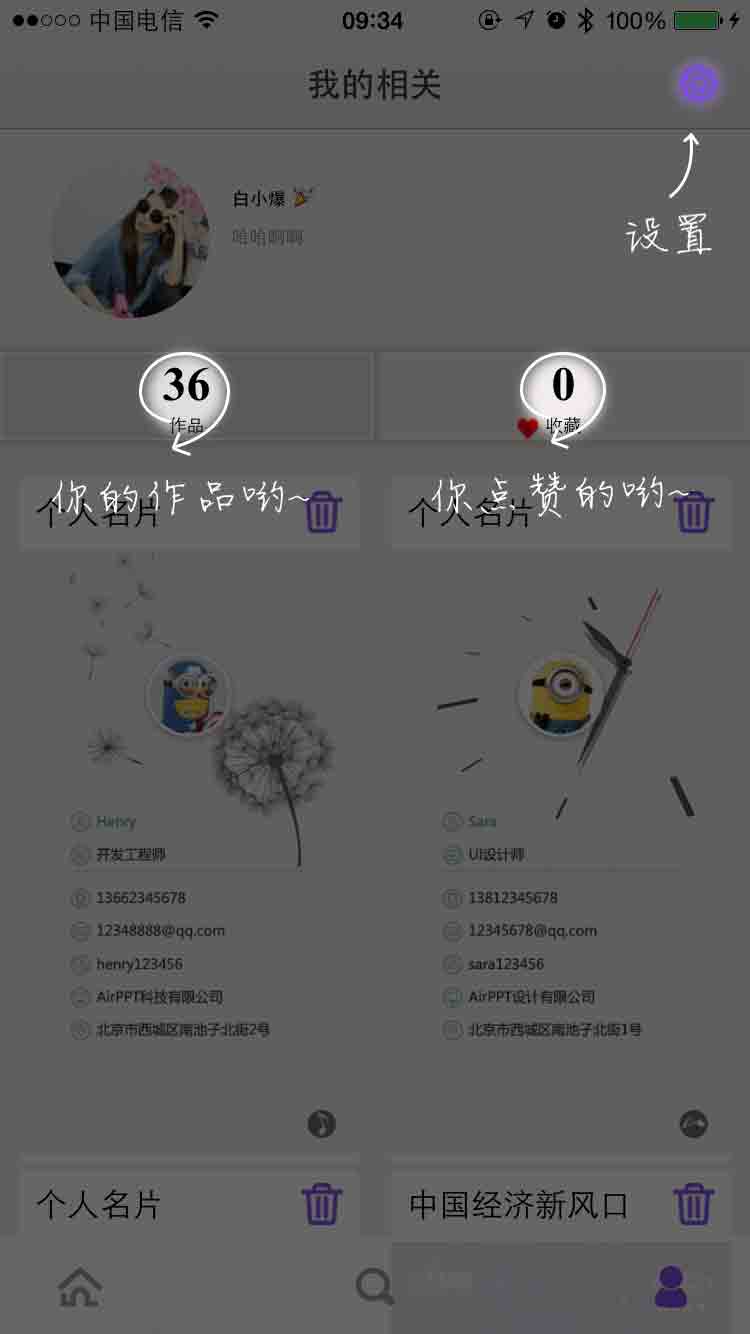 中国电信 09:34 100%
我的相关
设置
白小爆
哈哈啊啊
36 0
作品 收藏
你的作品哟~ 你点赞的哟~
个人名片 个人名片
Henry
开发工程师
13662345678
12348888@qq.com
henry123456
AirPPT科技有限公司
北京市西城区南池子北街2号
Sara
UI设计师
13812345678
12345678@qq.com
sara123456
AirPPT设计有限公司
北京市西城区南池子北街1号
个人名片 中国经济新风口